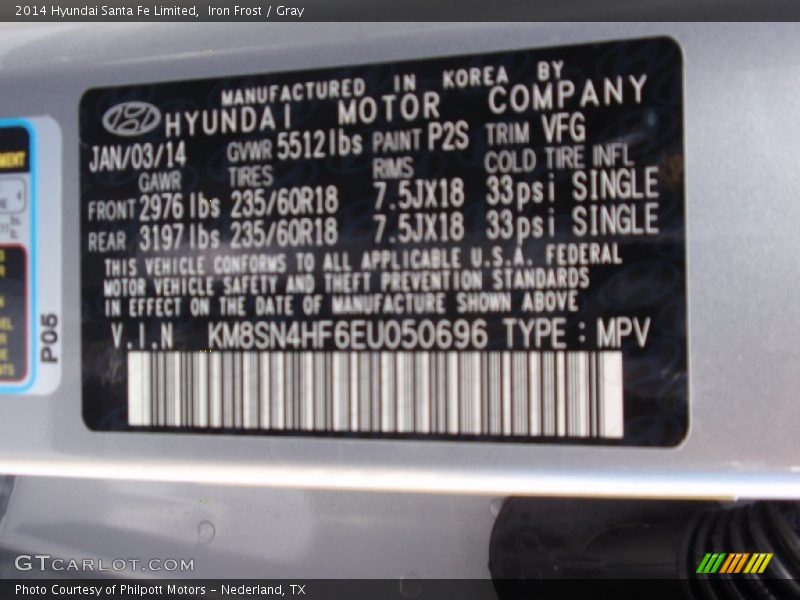 2014 Hyundai Santa Fe Limited,  Iron Frost / Gray
MANUFACTURED IN KOREA BY
HYUNDAI MOTOR COMPANY
JAN/03/14 GVWR 5512lbs PAINT P2S TRIM VFG
GAWR TIRES RIMS COLD TIRE INFL
FRONT 2976 lbs 235/60R18 7.5JX18 33psi SINGLE
REAR 3197 lbs 235/60R18 7.5JX18 33psi SINGLE
THIS VEHICLE CONFORMS TO ALL APPLICABLE U.S.A. FEDERAL
MOTOR VEHICLE SAFETY AND THEFT PREVENTION STANDARDS
IN EFFECT ON THE DATE OF MANUFACTURE SHOWN ABOVE
V.I.N KM8SN4HF6EU050696 TYPE : MPV
P05
GTCARLOT.COM
Photo Courtesy of Philpott Motors - Nederland, TX